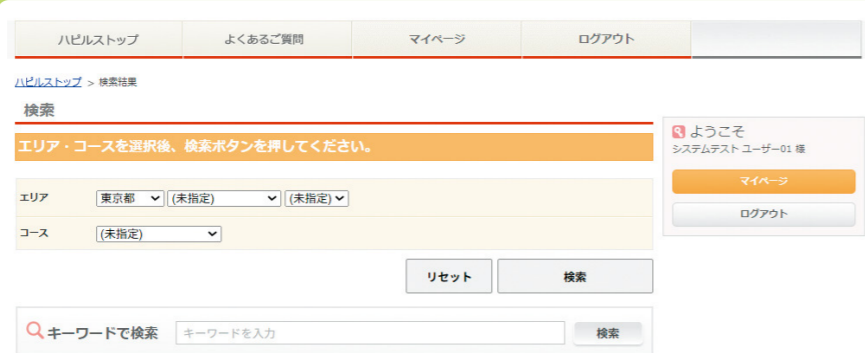 ハピルストップ よくあるご質問 マイページ ログアウト
ハピルストップ > 検索結果
検索
エリア・コースを選択後、検索ボタンを押してください。
エリア 東京都 (未指定) (未指定)
コース (未指定)
リセット 検索
キーワードで検索 キーワードを入力 検索
ようこそ
システムテスト ユーザー01 様
マイページ
ログアウト